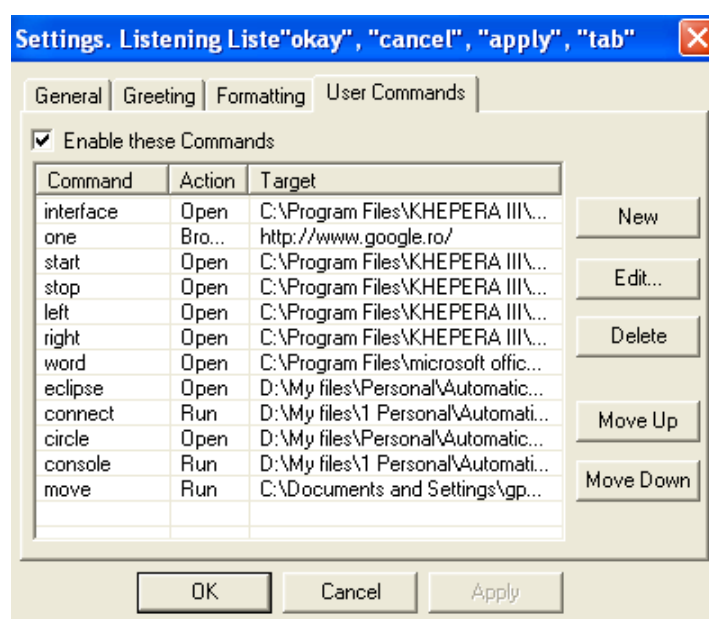 Settings. Listening Liste"okay", "cancel", "apply", "tab"
General Greeting Formatting User Commands
Enable these Commands
Command Action Target
interface Open C:\Program Files\KHEPERA III\...
one Bro... http://www.google.ro/
start Open C:\Program Files\KHEPERA III\...
stop Open C:\Program Files\KHEPERA III\...
left Open C:\Program Files\KHEPERA III\...
right Open C:\Program Files\KHEPERA III\...
word Open C:\Program Files\microsoft offic...
eclipse Open D:\My files\Personal\Automatic...
connect Run D:\My files\1 Personal\Automati...
circle Open D:\My files\Personal\Automatic...
console Run D:\My files\1 Personal\Automati...
move Run C:\Documents and Settings\gp...
New
Edit...
Delete
Move Up
Move Down
OK Cancel Apply